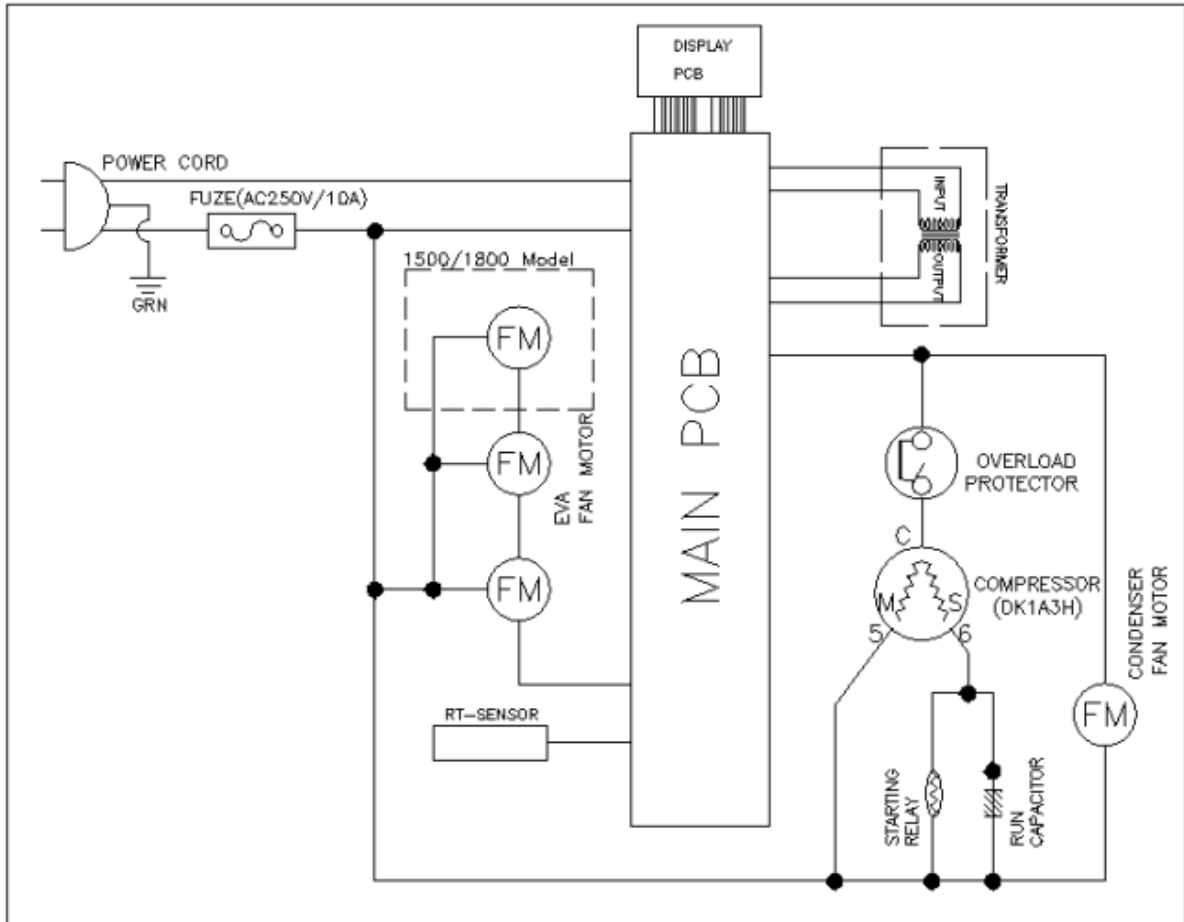 DISPLAY
PCB
POWER CORD
FUZE(AC250V/10A)
GRN
1500/1800 Model
FM
FM
FM
EVA
FAN MOTOR
RT-SENSOR
MAIN PCB
INPUT
OUTPUT
TRANSFORMER
OVERLOAD
PROTECTOR
C
M
S
5
6
COMPRESSOR
(DK1A3H)
CONDENSER
FAN MOTOR
FM
STARTING
RELAY
RUN
CAPACITOR